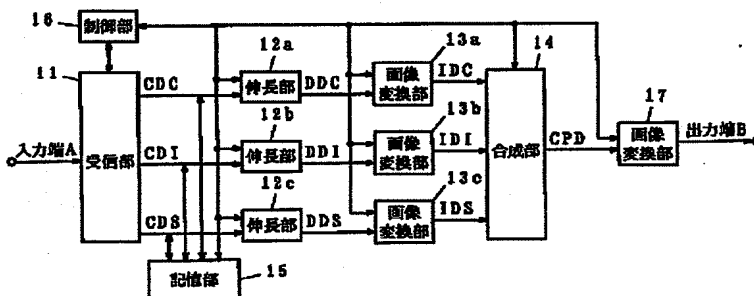 16
制御部
11
入力端A
受信部
CDC
CDI
CDS
12a
伸長部
DDC
12b
伸長部
DDI
12c
伸長部
DDS
13a
画像
変換部
IDC
13b
画像
変換部
IDI
13c
画像
変換部
IDS
14
合成部
CPD
17
画像
変換部
出力端B
記憶部
15